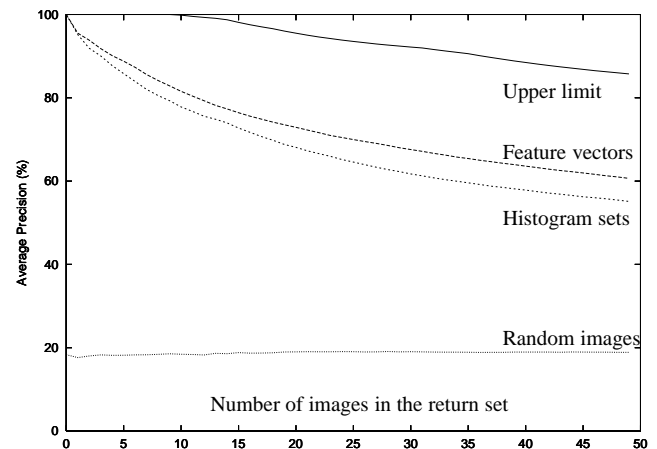 Average Precision (%)
100
80
60
40
20
0
Upper limit
Feature vectors
Histogram sets
Random images
Number of images in the return set
0 5 10 15 20 25 30 35 40 45 50